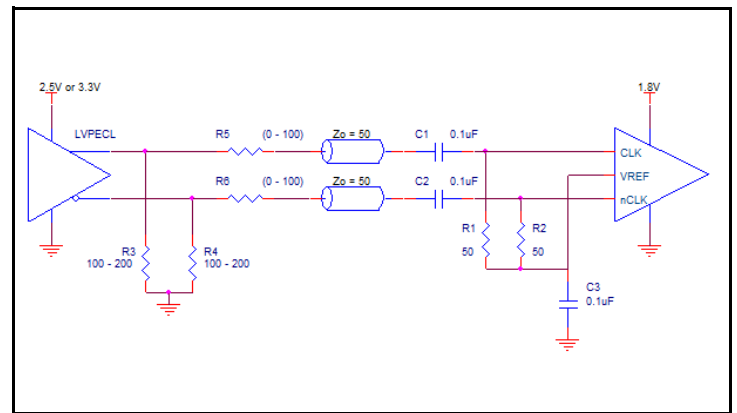 2.5V or 3.3V
1.8V
LVPECL
R5 (0 - 100) Zo = 50 C1 0.1uF
CLK
R6 (0 - 100) Zo = 50 C2 0.1uF
VREF
nCLK
R3
100 - 200
R4
100 - 200
R1
50
R2
50
C3
0.1uF